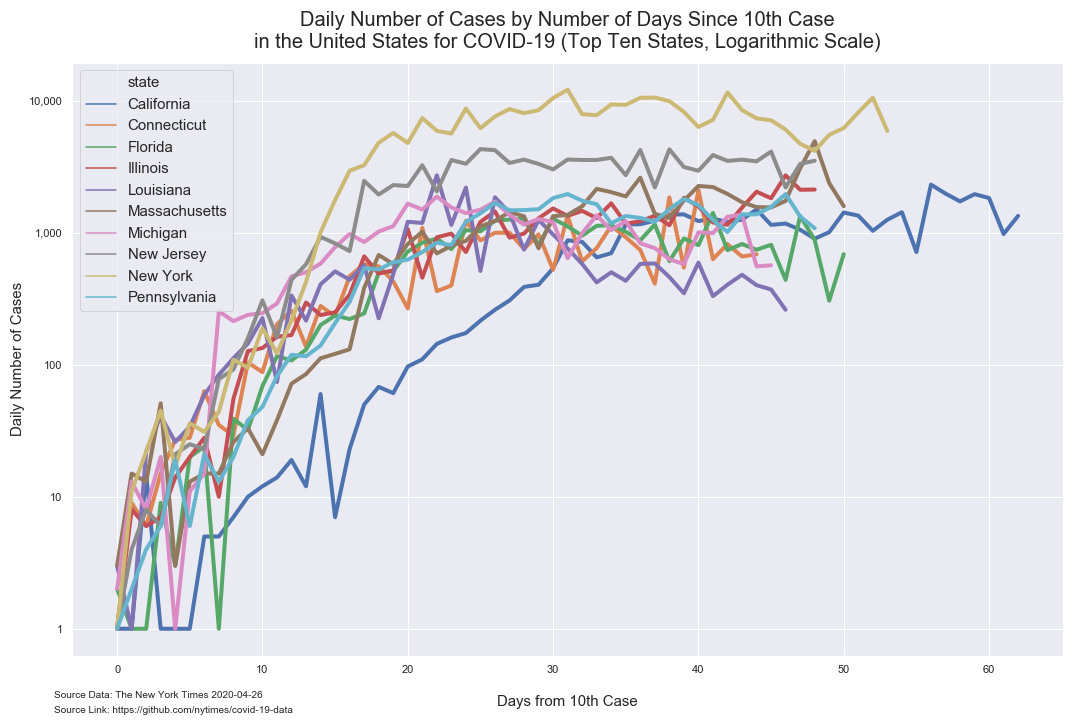 Daily Number of Cases by Number of Days Since 10th Case
in the United States for COVID-19 (Top Ten States, Logarithmic Scale)
state
California
Connecticut
Florida
Illinois
Louisiana
Massachusetts
Michigan
New Jersey
New York
Pennsylvania
Daily Number of Cases
10,000
1,000
100
10
1
0
10
20
30
40
50
60
Days from 10th Case
Source Data: The New York Times 2020-04-26
Source Link: https://github.com/nytimes/covid-19-data